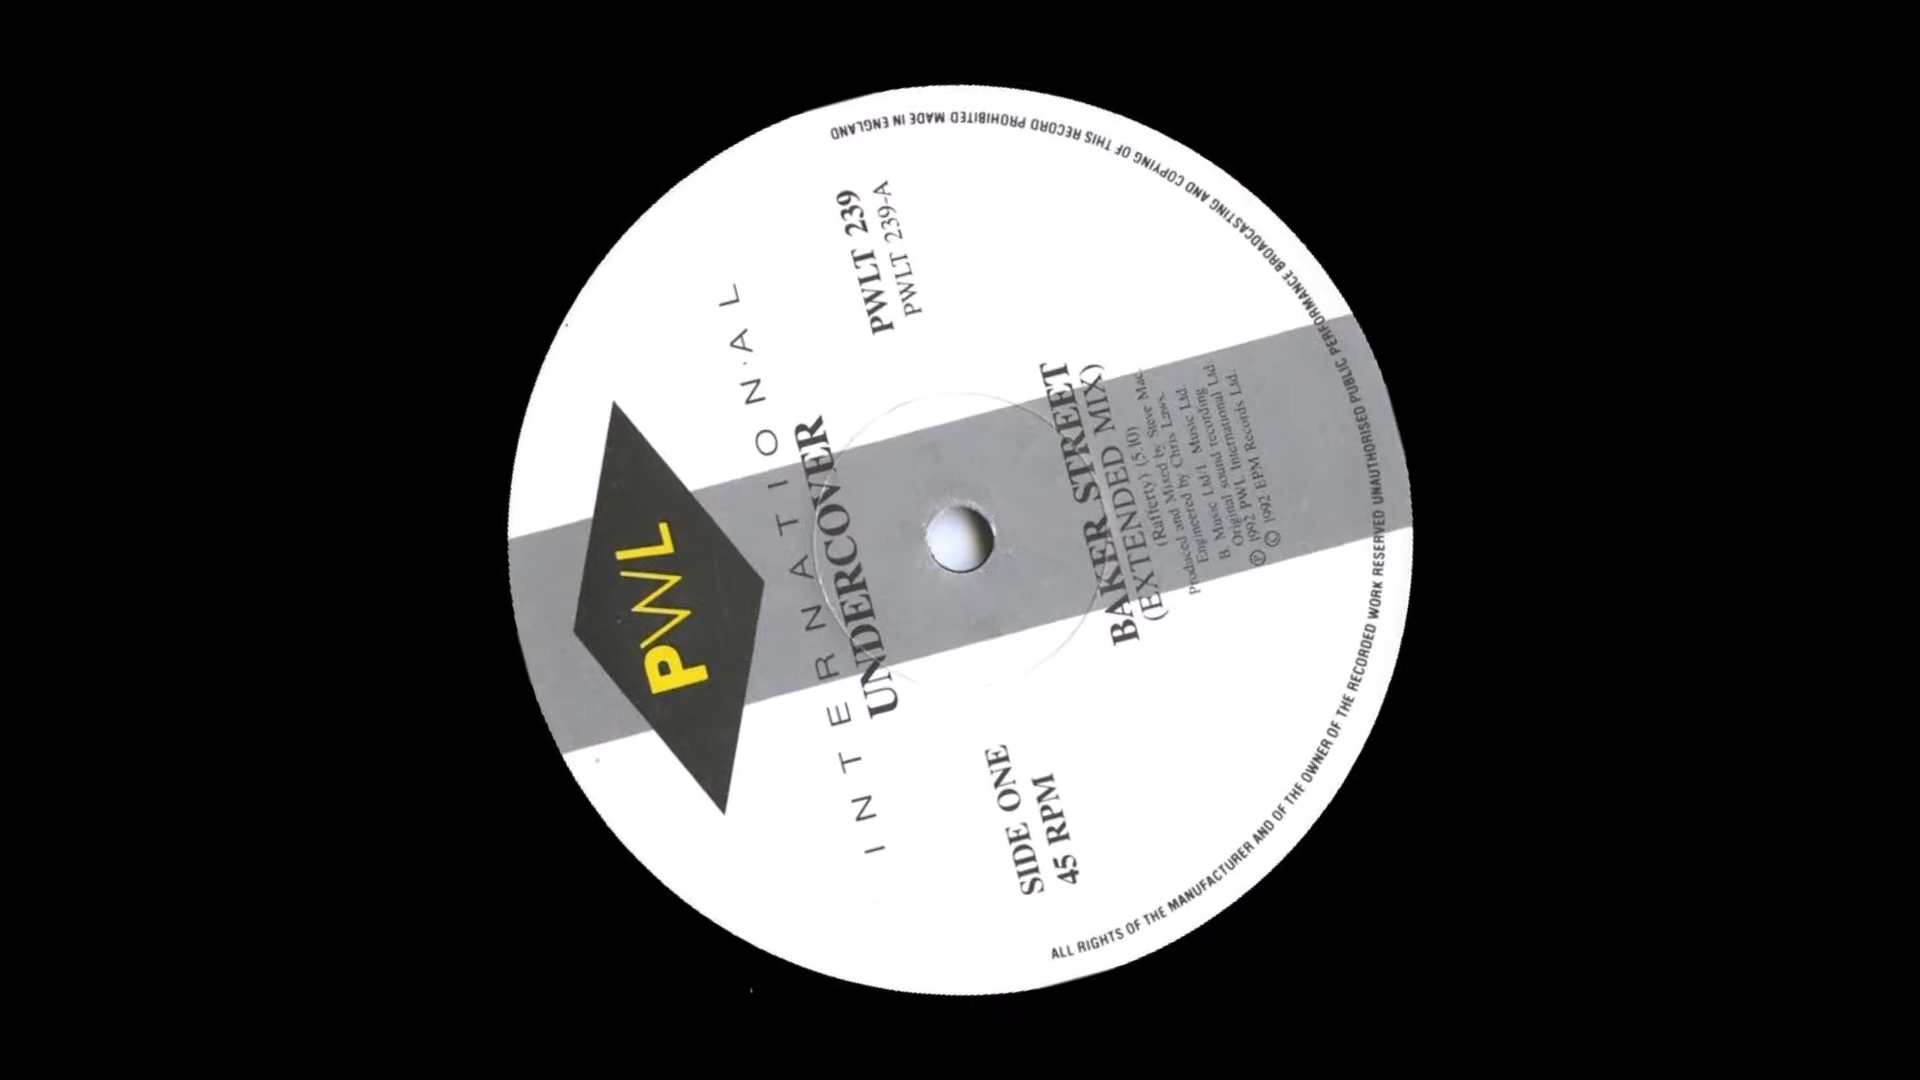 PWL
INTERNATIONAL
UNDERCOVER
PWLT 239
PWLT 239-A
SIDE ONE
45 RPM
BAKER STREET
(EXTENDED MIX)
(Rafferty) (5.10)
Produced and Mixed by Steve Mac.
Engineered by Chris Laws.
B. Music Ltd/I. Music Ltd.
Original sound recording
℗ 1992 PWL International Ltd.
© 1992 EPM Records Ltd.
ALL RIGHTS OF THE MANUFACTURER AND OF THE OWNER OF THE RECORDED WORK RESERVED UNAUTHORISED PUBLIC PERFORMANCE BROADCASTING AND COPYING OF THIS RECORD PROHIBITED MADE IN ENGLAND